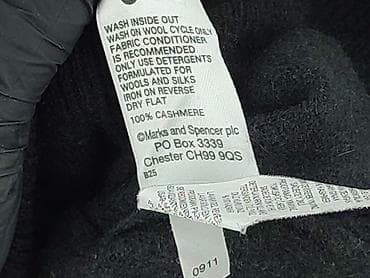 WASH INSIDE OUT
WASH ON WOOL CYCLE ONLY
FABRIC CONDITIONER
IS RECOMMENDED
ONLY USE DETERGENTS
FORMULATED FOR
WOOLS AND SILKS
IRON ON REVERSE
DRY FLAT
100% CASHMERE
©Marks and Spencer plc
PO Box 3339
Chester CH99 9QS
B25
0911